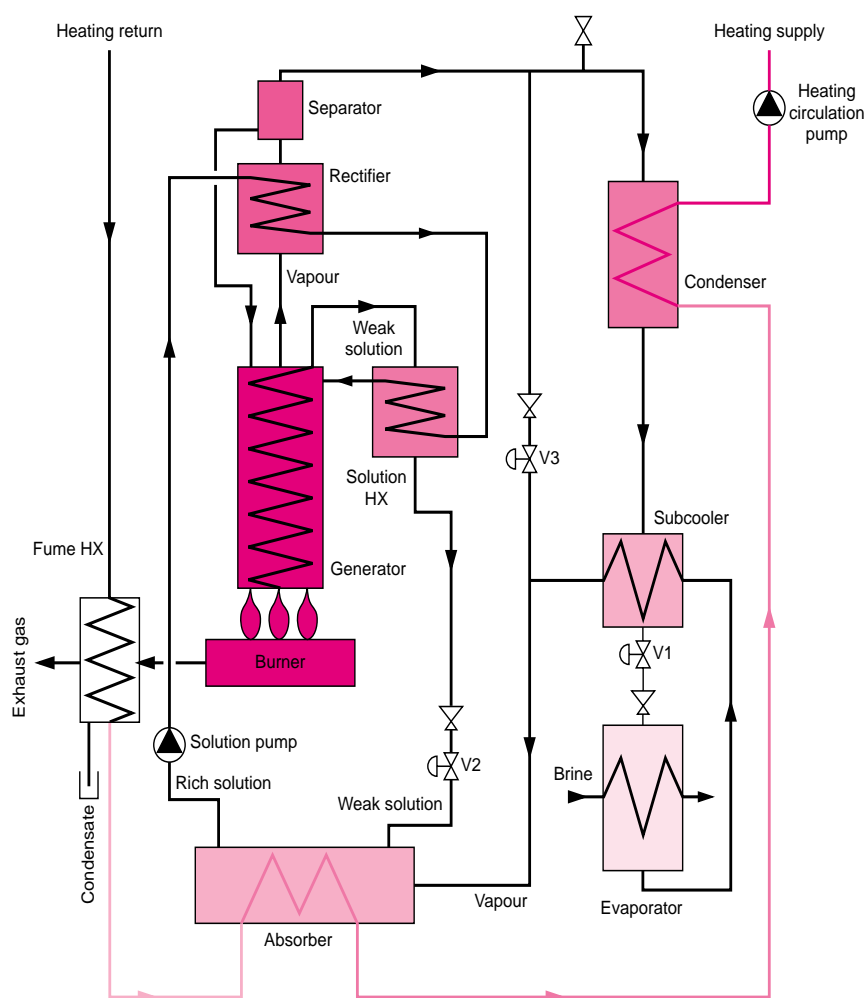 Heating return
Heating supply
Separator
Heating
circulation
pump
Rectifier
Vapour
Condenser
Weak
solution
V3
Solution
HX
Subcooler
Fume HX
Generator
Exhaust gas
Burner
V1
Solution pump
V2
Brine
Rich solution
Weak solution
Condensate
Vapour
Evaporator
Absorber